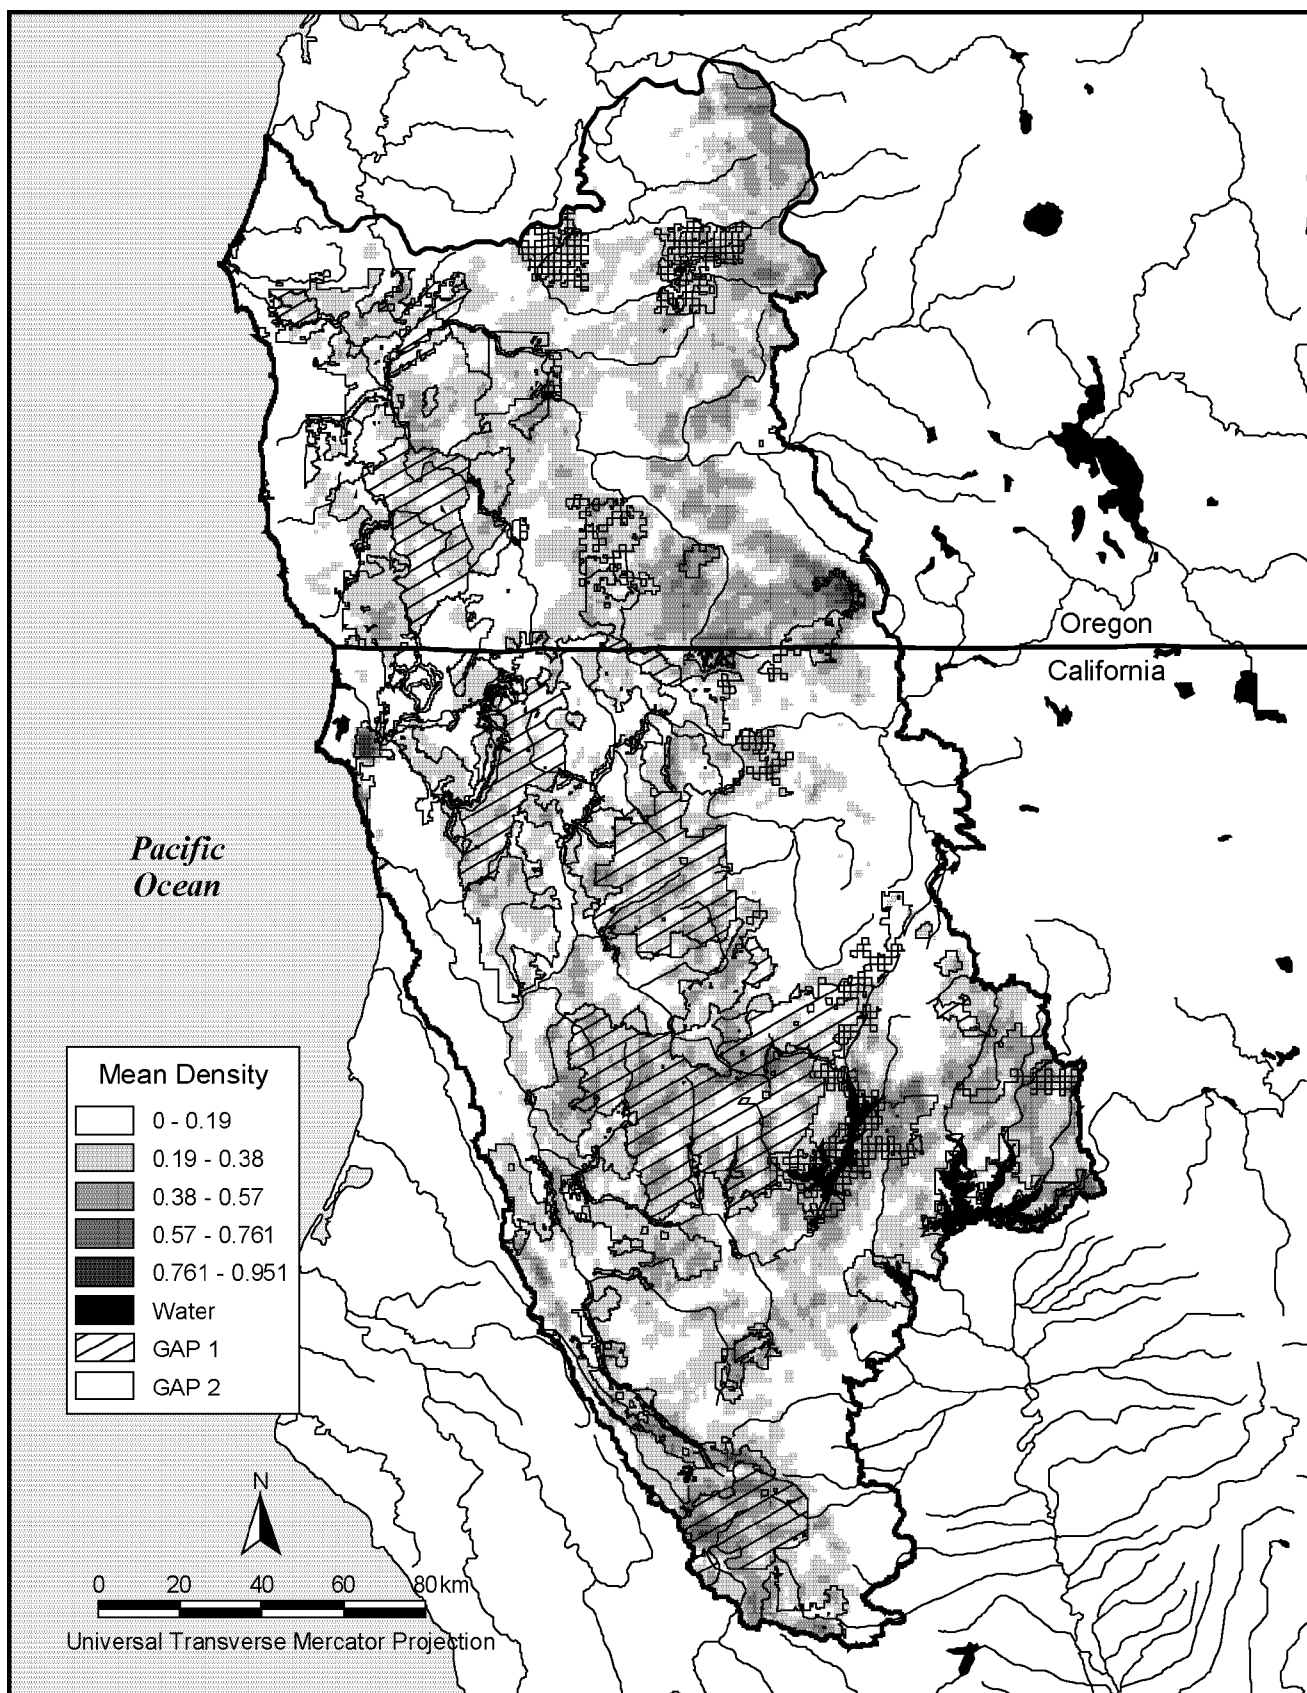 Oregon
California
Pacific
Ocean
Mean Density
0 - 0.19
0.19 - 0.38
0.38 - 0.57
0.57 - 0.761
0.761 - 0.951
Water
GAP 1
GAP 2
N
0 20 40 60 80 km
Universal Transverse Mercator Projection